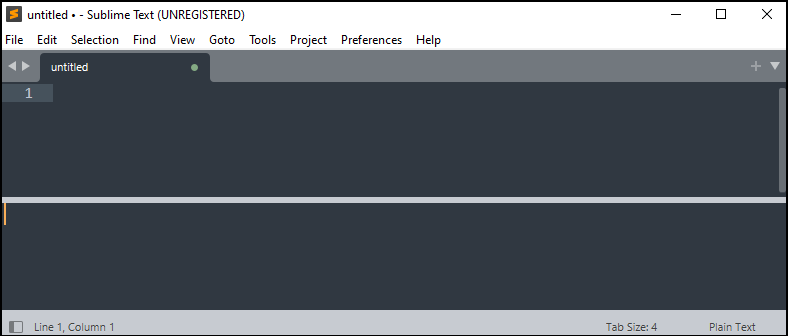 untitled • - Sublime Text (UNREGISTERED)
File Edit Selection Find View Goto Tools Project Preferences Help
untitled
1
Line 1, Column 1 Tab Size: 4 Plain Text